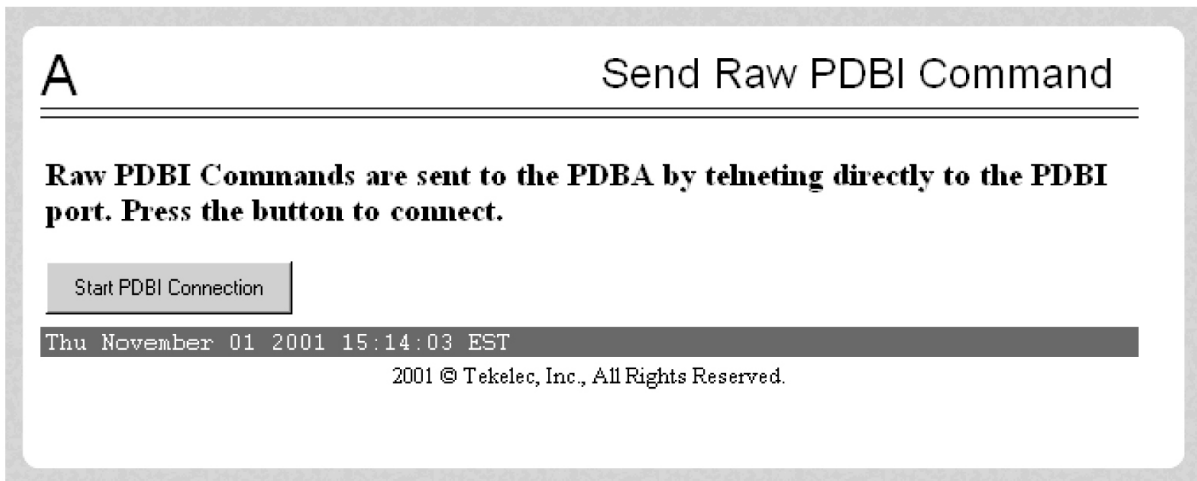 A
Send Raw PDBI Command
Raw PDBI Commands are sent to the PDBA by telneting directly to the PDBI
port. Press the button to connect.
Start PDBI Connection
Thu November 01 2001 15:14:03 EST
2001 © Tekelec, Inc., All Rights Reserved.